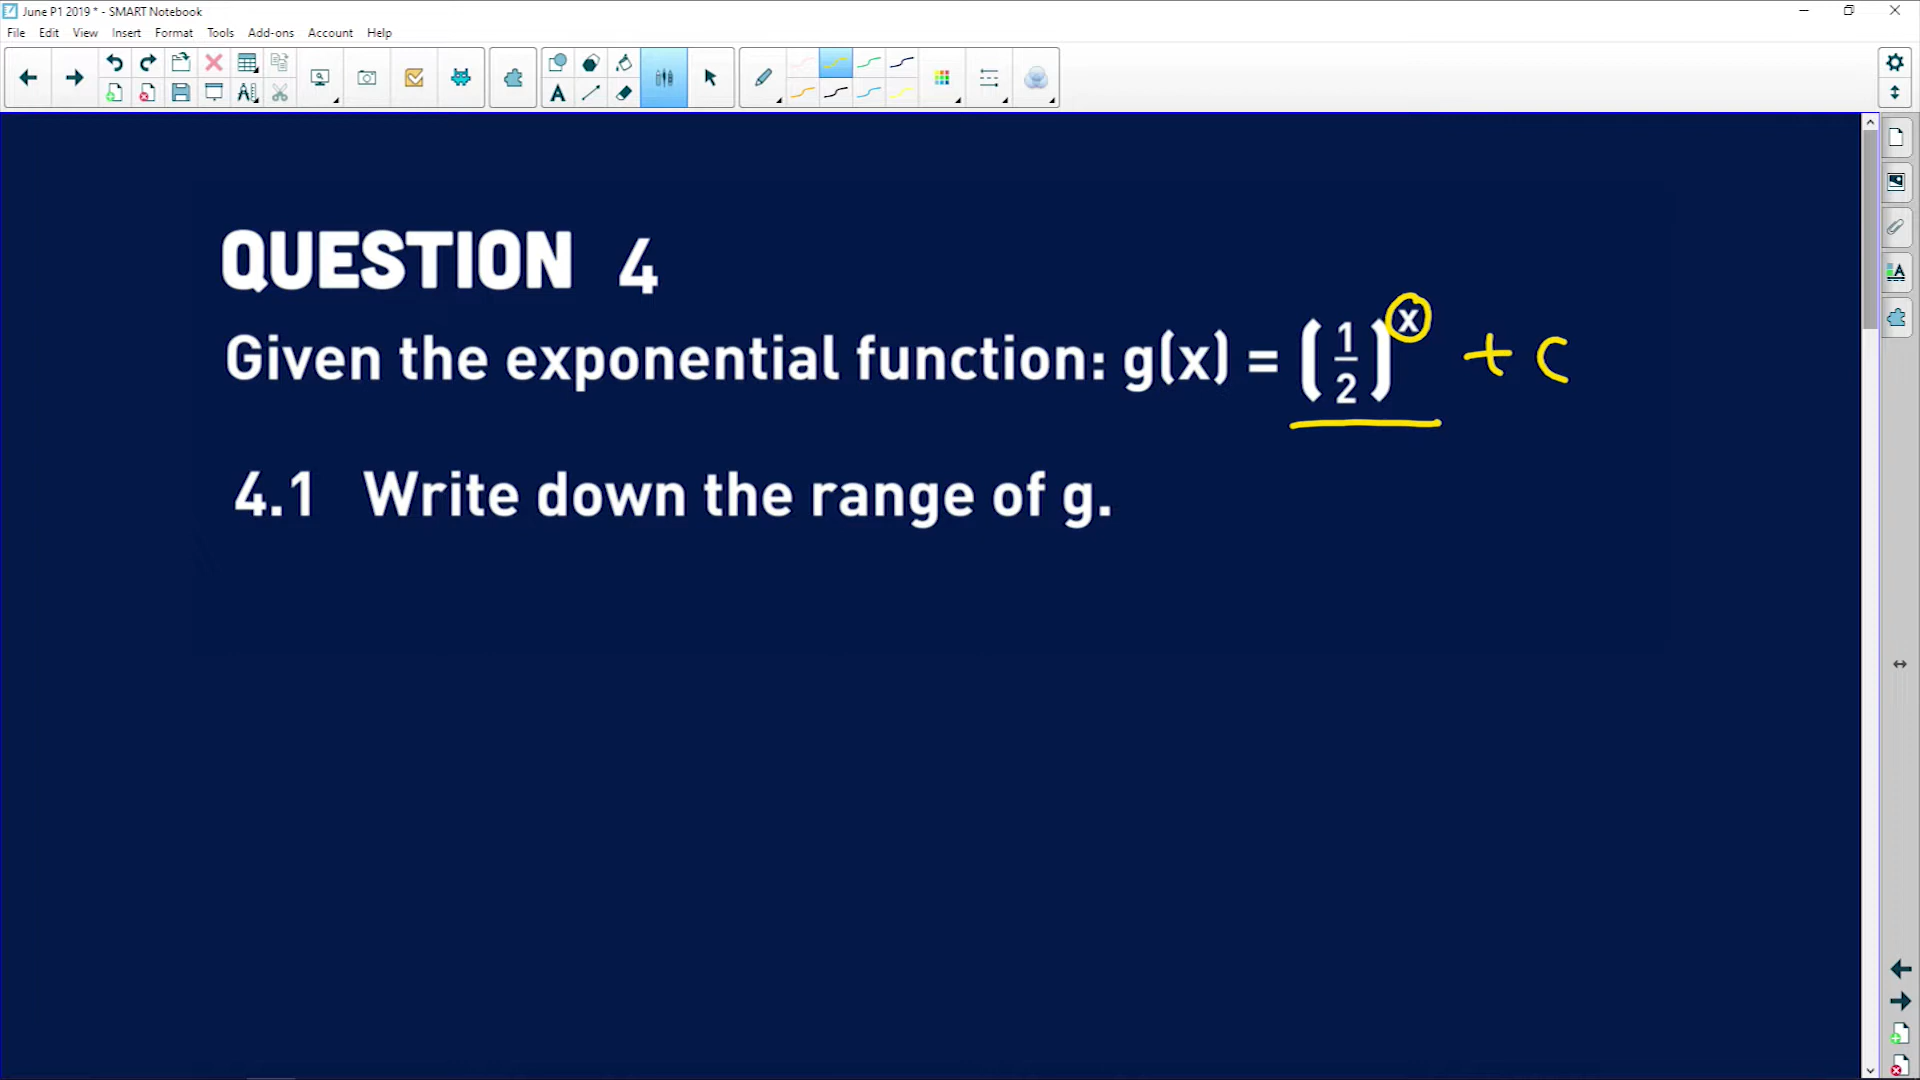 June P1 2019 * - SMART Notebook
File Edit View Insert Format Tools Add-ons Account Help
QUESTION 4
Given the exponential function: g(x) = (1/2)^x + c
4.1 Write down the range of g.